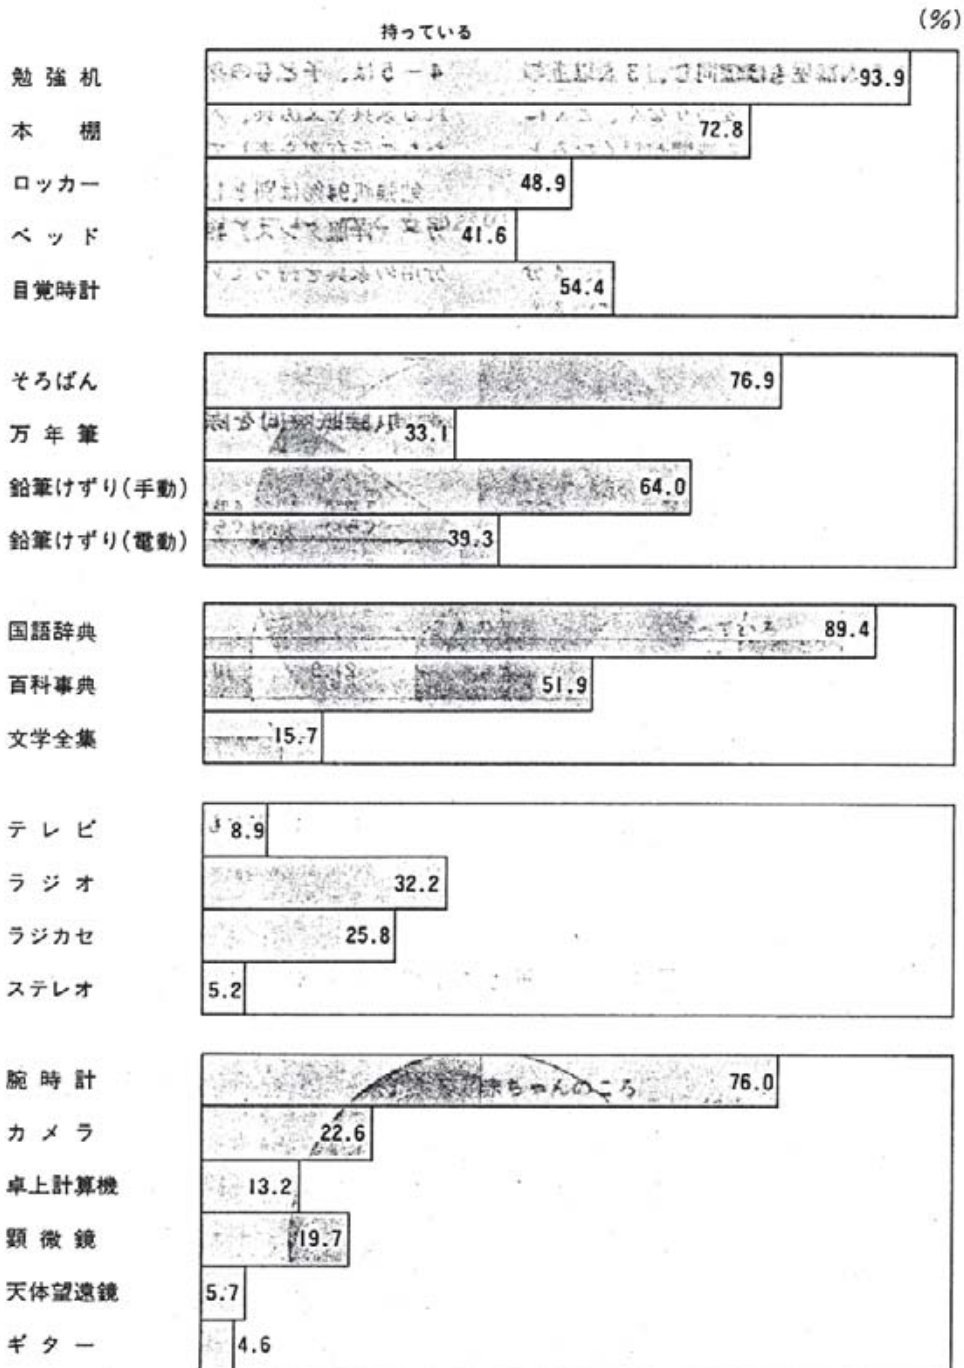 (%)
持っている
勉強机 93.9
本棚 72.8
ロッカー 48.9
ベッド 41.6
目覚時計 54.4
そろばん 76.9
万年筆 33.1
鉛筆けずり(手動) 64.0
鉛筆けずり(電動) 39.3
国語辞典 89.4
百科事典 51.9
文学全集 15.7
テレビ 8.9
ラジオ 32.2
ラジカセ 25.8
ステレオ 5.2
腕時計 76.0
カメラ 22.6
卓上計算機 13.2
顕微鏡 19.7
天体望遠鏡 5.7
ギター 4.6